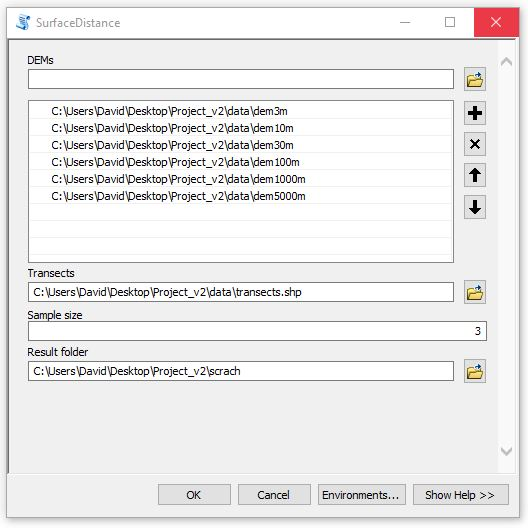 SurfaceDistance
DEMs
C:\Users\David\Desktop\Project_v2\data\dem3m
C:\Users\David\Desktop\Project_v2\data\dem10m
C:\Users\David\Desktop\Project_v2\data\dem30m
C:\Users\David\Desktop\Project_v2\data\dem100m
C:\Users\David\Desktop\Project_v2\data\dem1000m
C:\Users\David\Desktop\Project_v2\data\dem5000m
Transects
C:\Users\David\Desktop\Project_v2\data\transects.shp
Sample size
3
Result folder
C:\Users\David\Desktop\Project_v2\scrach
OK Cancel Environments... Show Help >>